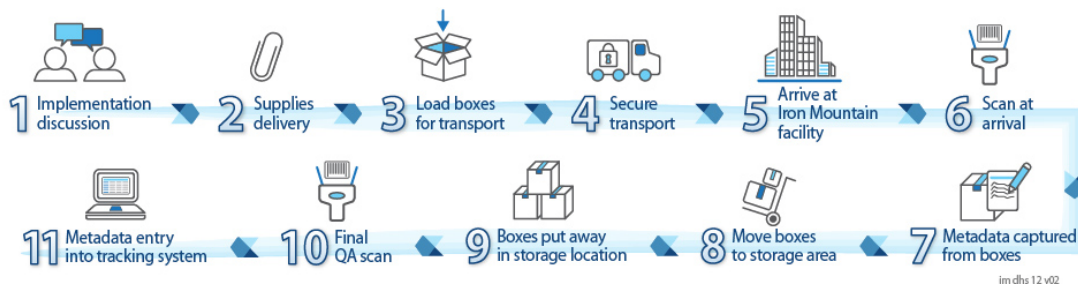 1 Implementation
discussion
2 Supplies
delivery
3 Load boxes
for transport
4 Secure
transport
5 Arrive at
Iron Mountain
facility
6 Scan at
arrival
7 Metadata captured
from boxes
8 Move boxes
to storage area
9 Boxes put away
in storage location
10 Final
QA scan
11 Metadata entry
into tracking system
im dhs 12 v02